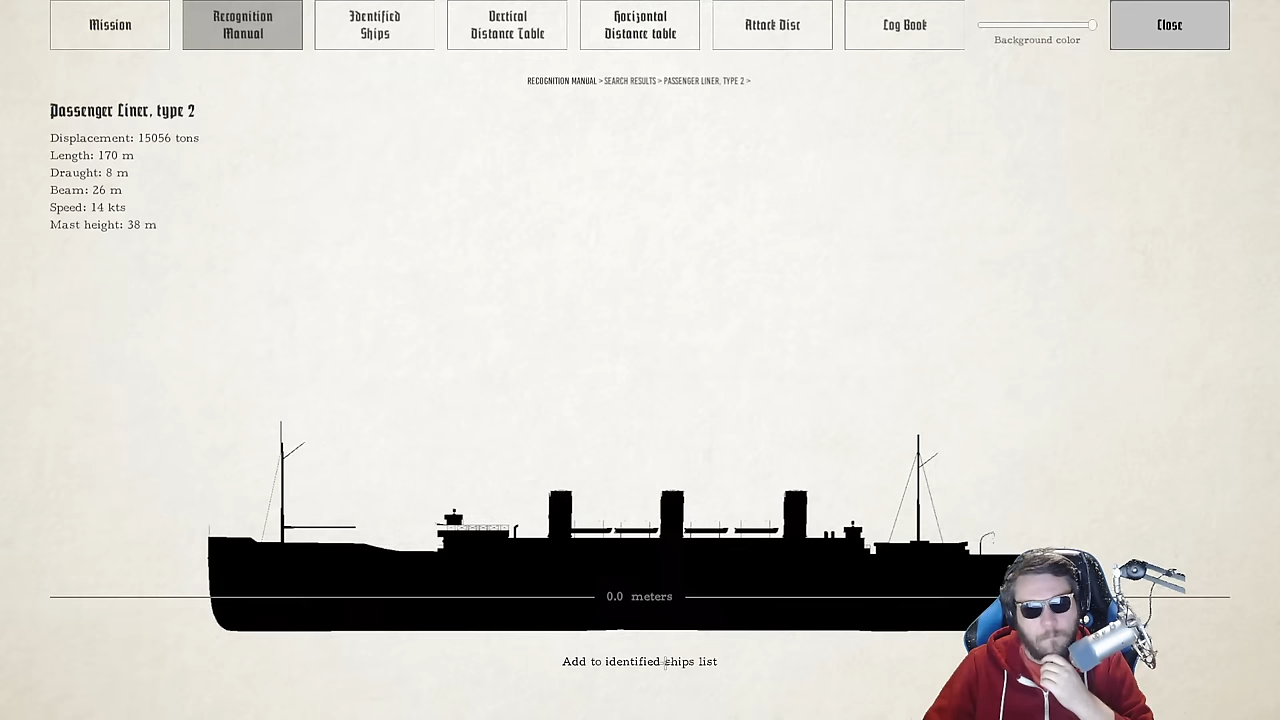 Mission
Recognition
Manual
Identified
Ships
Vertical
Distance Table
Horizontal
Distance table
Attack Disc
Log Book
Background color
Close
RECOGNITION MANUAL > SEARCH RESULTS > PASSENGER LINER, TYPE 2 >
Passenger Liner, type 2
Displacement: 15056 tons
Length: 170 m
Draught: 8 m
Beam: 26 m
Speed: 14 kts
Mast height: 38 m
0.0 meters
Add to identified ships list